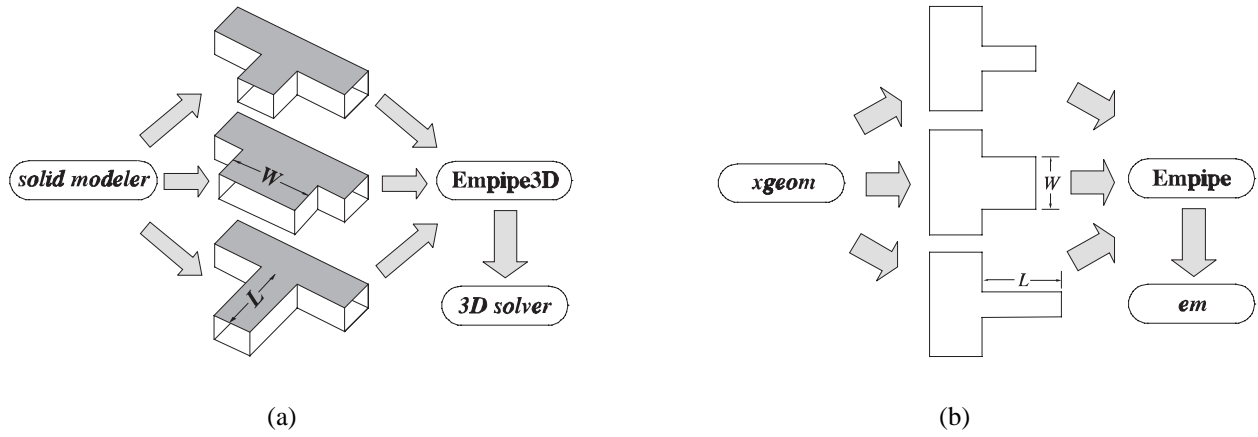 solid modeler
W
L
Empipe3D
3D solver
(a)
xgeom
W
L
Empipe
em
(b)